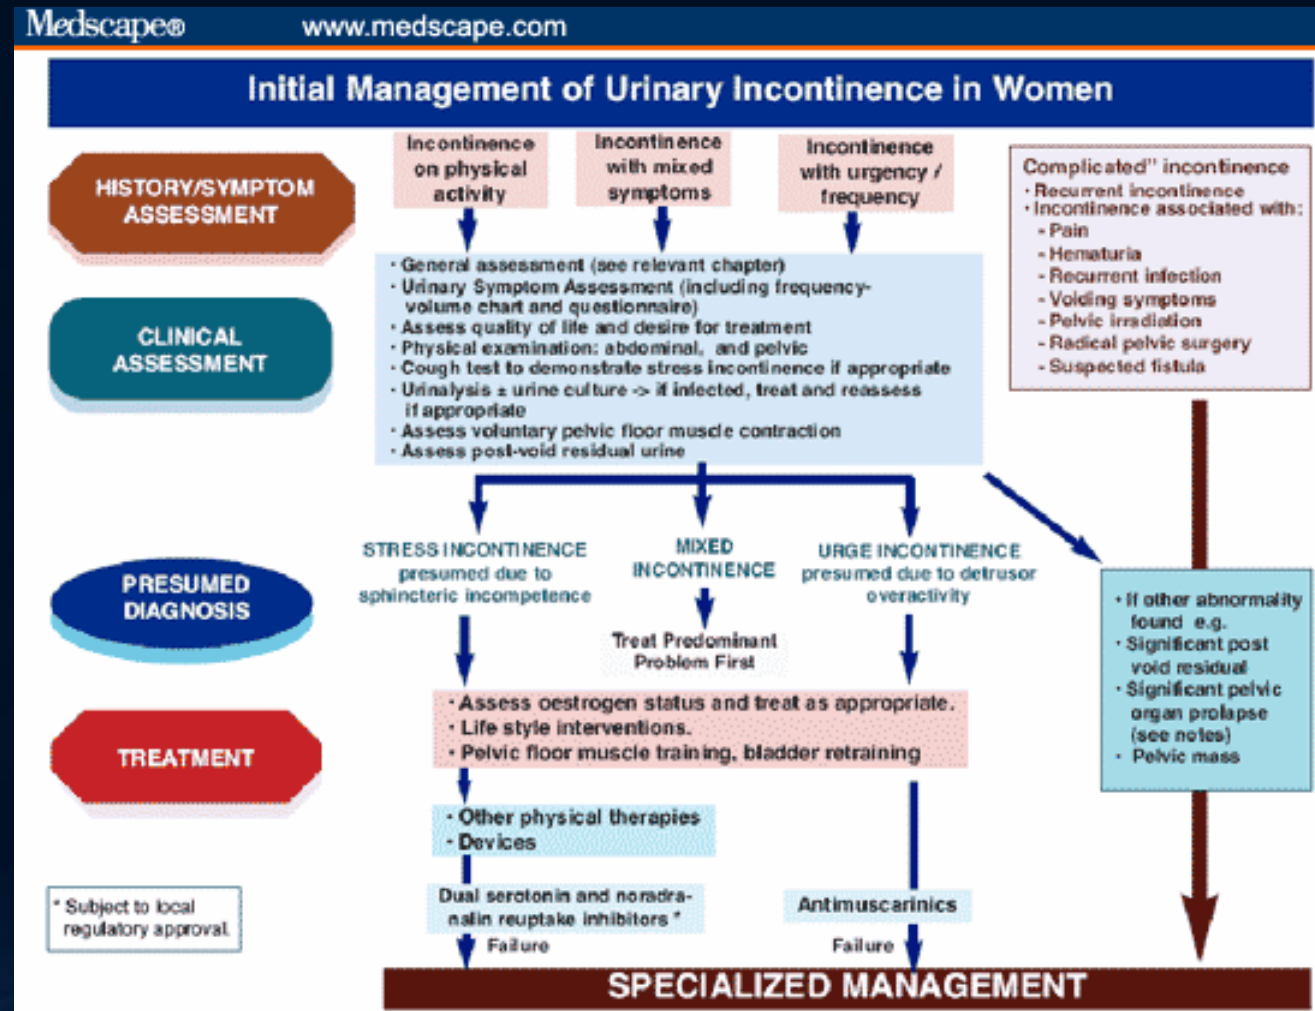 Medscape® www.medscape.com
Initial Management of Urinary Incontinence in Women
HISTORY/SYMPTOM
ASSESSMENT
Incontinence
on physical
activity
Incontinence
with mixed
symptoms
Incontinence
with urgency /
frequency
Complicated" incontinence
· Recurrent incontinence
· Incontinence associated with:
- Pain
- Hematuria
- Recurrent infection
- Voiding symptoms
- Pelvic irradiation
- Radical pelvic surgery
- Suspected fistula
CLINICAL
ASSESSMENT
· General assessment (see relevant chapter)
· Urinary Symptom Assessment (including frequency-
volume chart and questionnaire)
· Assess quality of life and desire for treatment
· Physical examination: abdominal, and pelvic
· Cough test to demonstrate stress incontinence if appropriate
· Urinalysis ± urine culture -> if infected, treat and reassess
if appropriate
· Assess voluntary pelvic floor muscle contraction
· Assess post-void residual urine
PRESUMED
DIAGNOSIS
STRESS INCONTINENCE
presumed due to
sphincteric incompetence
MIXED
INCONTINENCE
Treat Predominant
Problem First
URGE INCONTINENCE
presumed due to detrusor
overactivity
· If other abnormality
found e.g.
· Significant post
void residual
· Significant pelvic
organ prolapse
(see notes)
· Pelvic mass
TREATMENT
· Assess oestrogen status and treat as appropriate.
· Life style interventions.
· Pelvic floor muscle training, bladder retraining
· Other physical therapies
· Devices
Dual serotonin and noradre-
nalin reuptake inhibitors *
Failure
Antimuscarinics
Failure
* Subject to local
regulatory approval.
SPECIALIZED MANAGEMENT